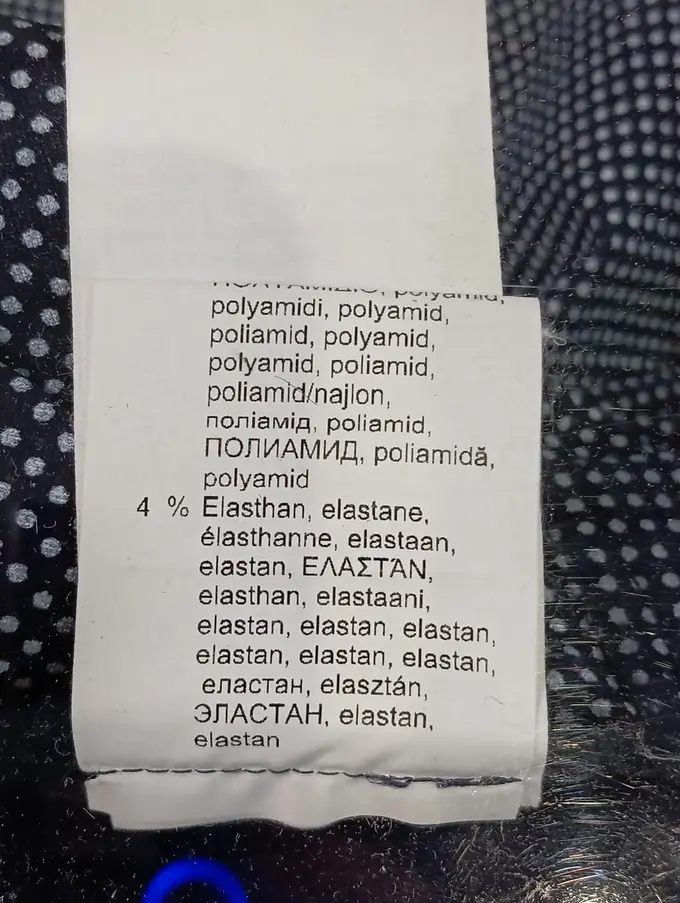 polyamidi, polyamid,
poliamid, polyamid,
polyamid, poliamid,
poliamid/najlon,
поліамід, poliamid,
ПОЛИАМИД, poliamidă,
polyamid
4 % Elasthan, elastane,
élasthanne, elastaan,
elastan, ΕΛΑΣΤΑΝ,
elasthan, elastaani,
elastan, elastan, elastan,
elastan, elastan, elastan,
еластан, elasztán,
ЭЛАСТАН, elastan,
elastan